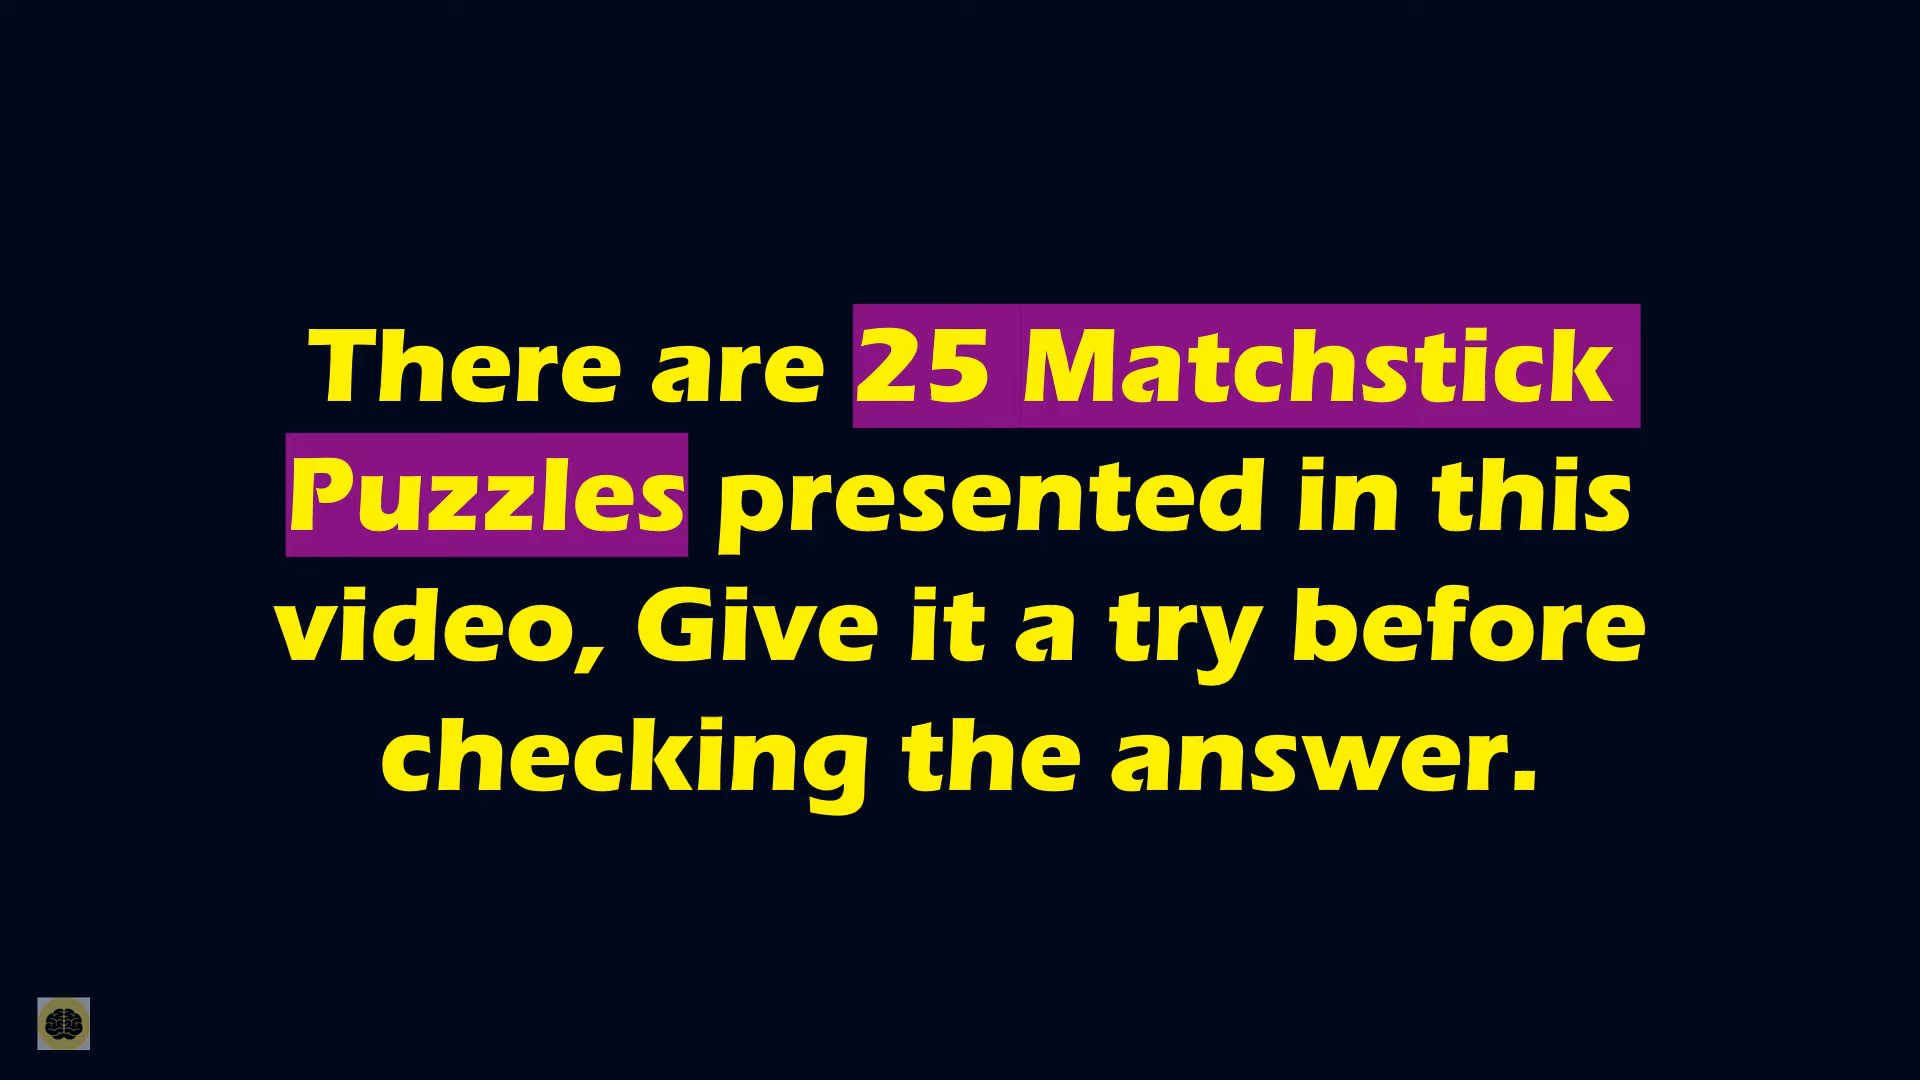 There are 25 Matchstick
Puzzles presented in this
video, Give it a try before
checking the answer.